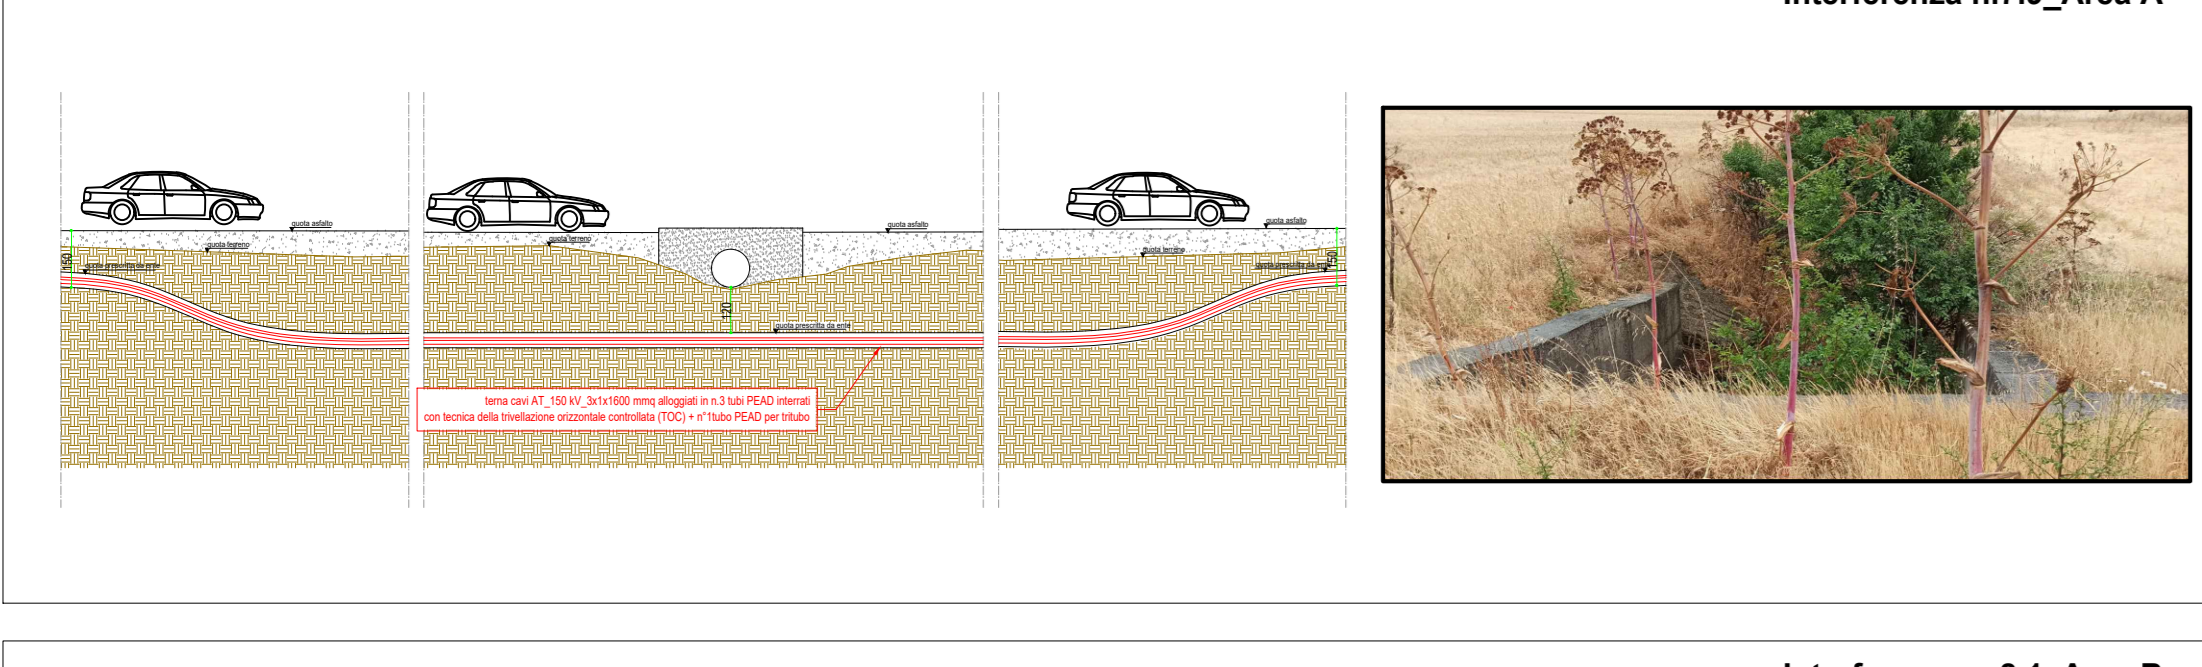 quota asfalto
quota terreno
quota prescritta da ente
150
quota terreno
quota asfalto
120
quota prescritta da ente
quota asfalto
quota terreno
quota prescritta da ente
150
terna cavi AT_150 kV_3x1x1600 mmq alloggiati in n.3 tubi PEAD interrati
con tecnica della trivellazione orizzontale controllata (TOC) + n°1tubo PEAD per tritubo